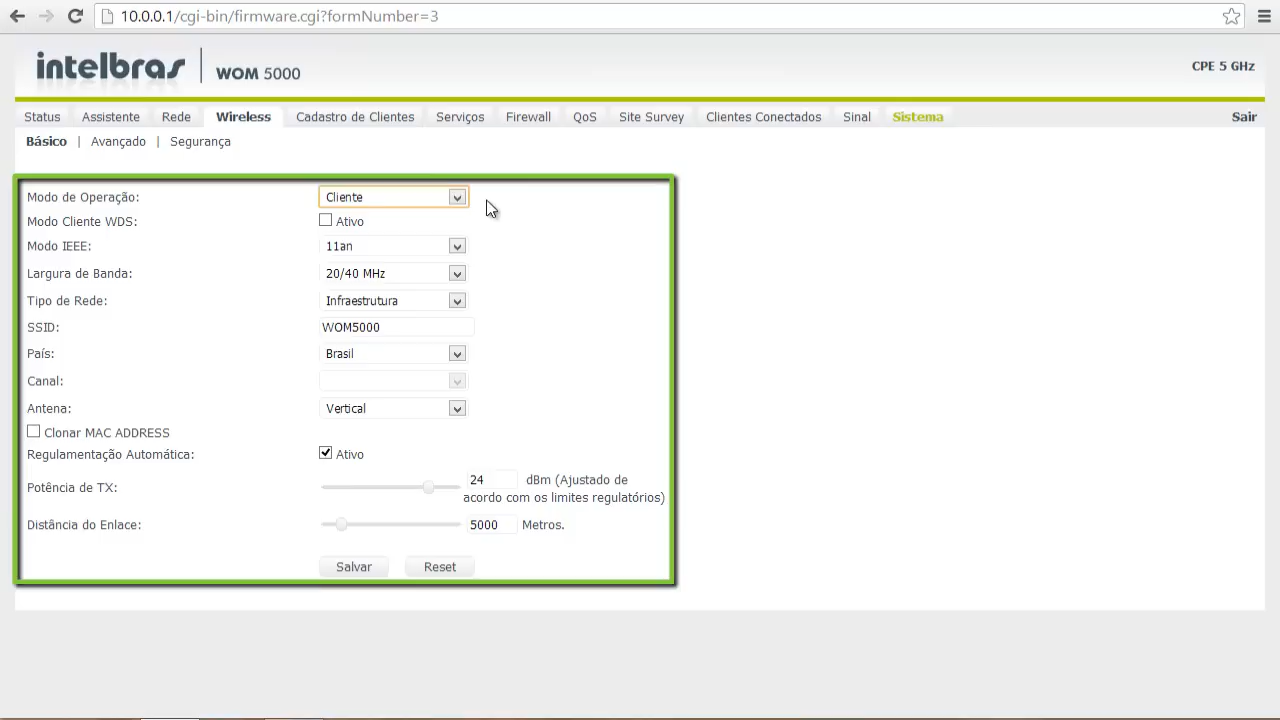 10.0.0.1/cgi-bin/firmware.cgi?formNumber=3
intelbras WOM 5000
CPE 5 GHz
Status Assistente Rede Wireless Cadastro de Clientes Serviços Firewall QoS Site Survey Clientes Conectados Sinal Sistema Sair
Básico | Avançado | Segurança
Modo de Operação: Cliente
Modo Cliente WDS: Ativo
Modo IEEE: 11an
Largura de Banda: 20/40 MHz
Tipo de Rede: Infraestrutura
SSID: WOM5000
País: Brasil
Canal:
Antena: Vertical
Clonar MAC ADDRESS
Regulamentação Automática: Ativo
Potência de TX: 24 dBm (Ajustado de
acordo com os limites regulatórios)
Distância do Enlace: 5000 Metros.
Salvar Reset